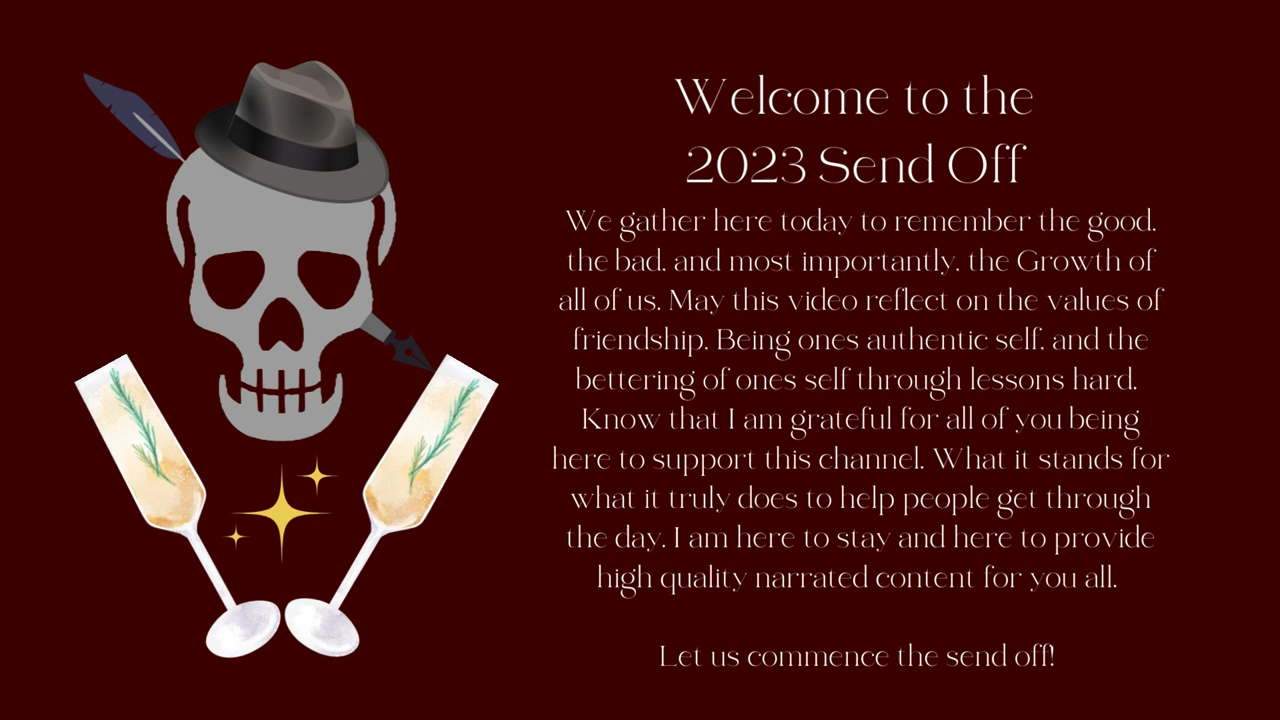 Welcome to the
2023 Send Off
We gather here today to remember the good,
the bad, and most importantly, the Growth of
all of us. May this video reflect on the values of
friendship, Being ones authentic self, and the
bettering of ones self through lessons hard.
Know that I am grateful for all of you being
here to support this channel. What it stands for
what it truly does to help people get through
the day. I am here to stay and here to provide
high quality narrated content for you all.
Let us commence the send off!